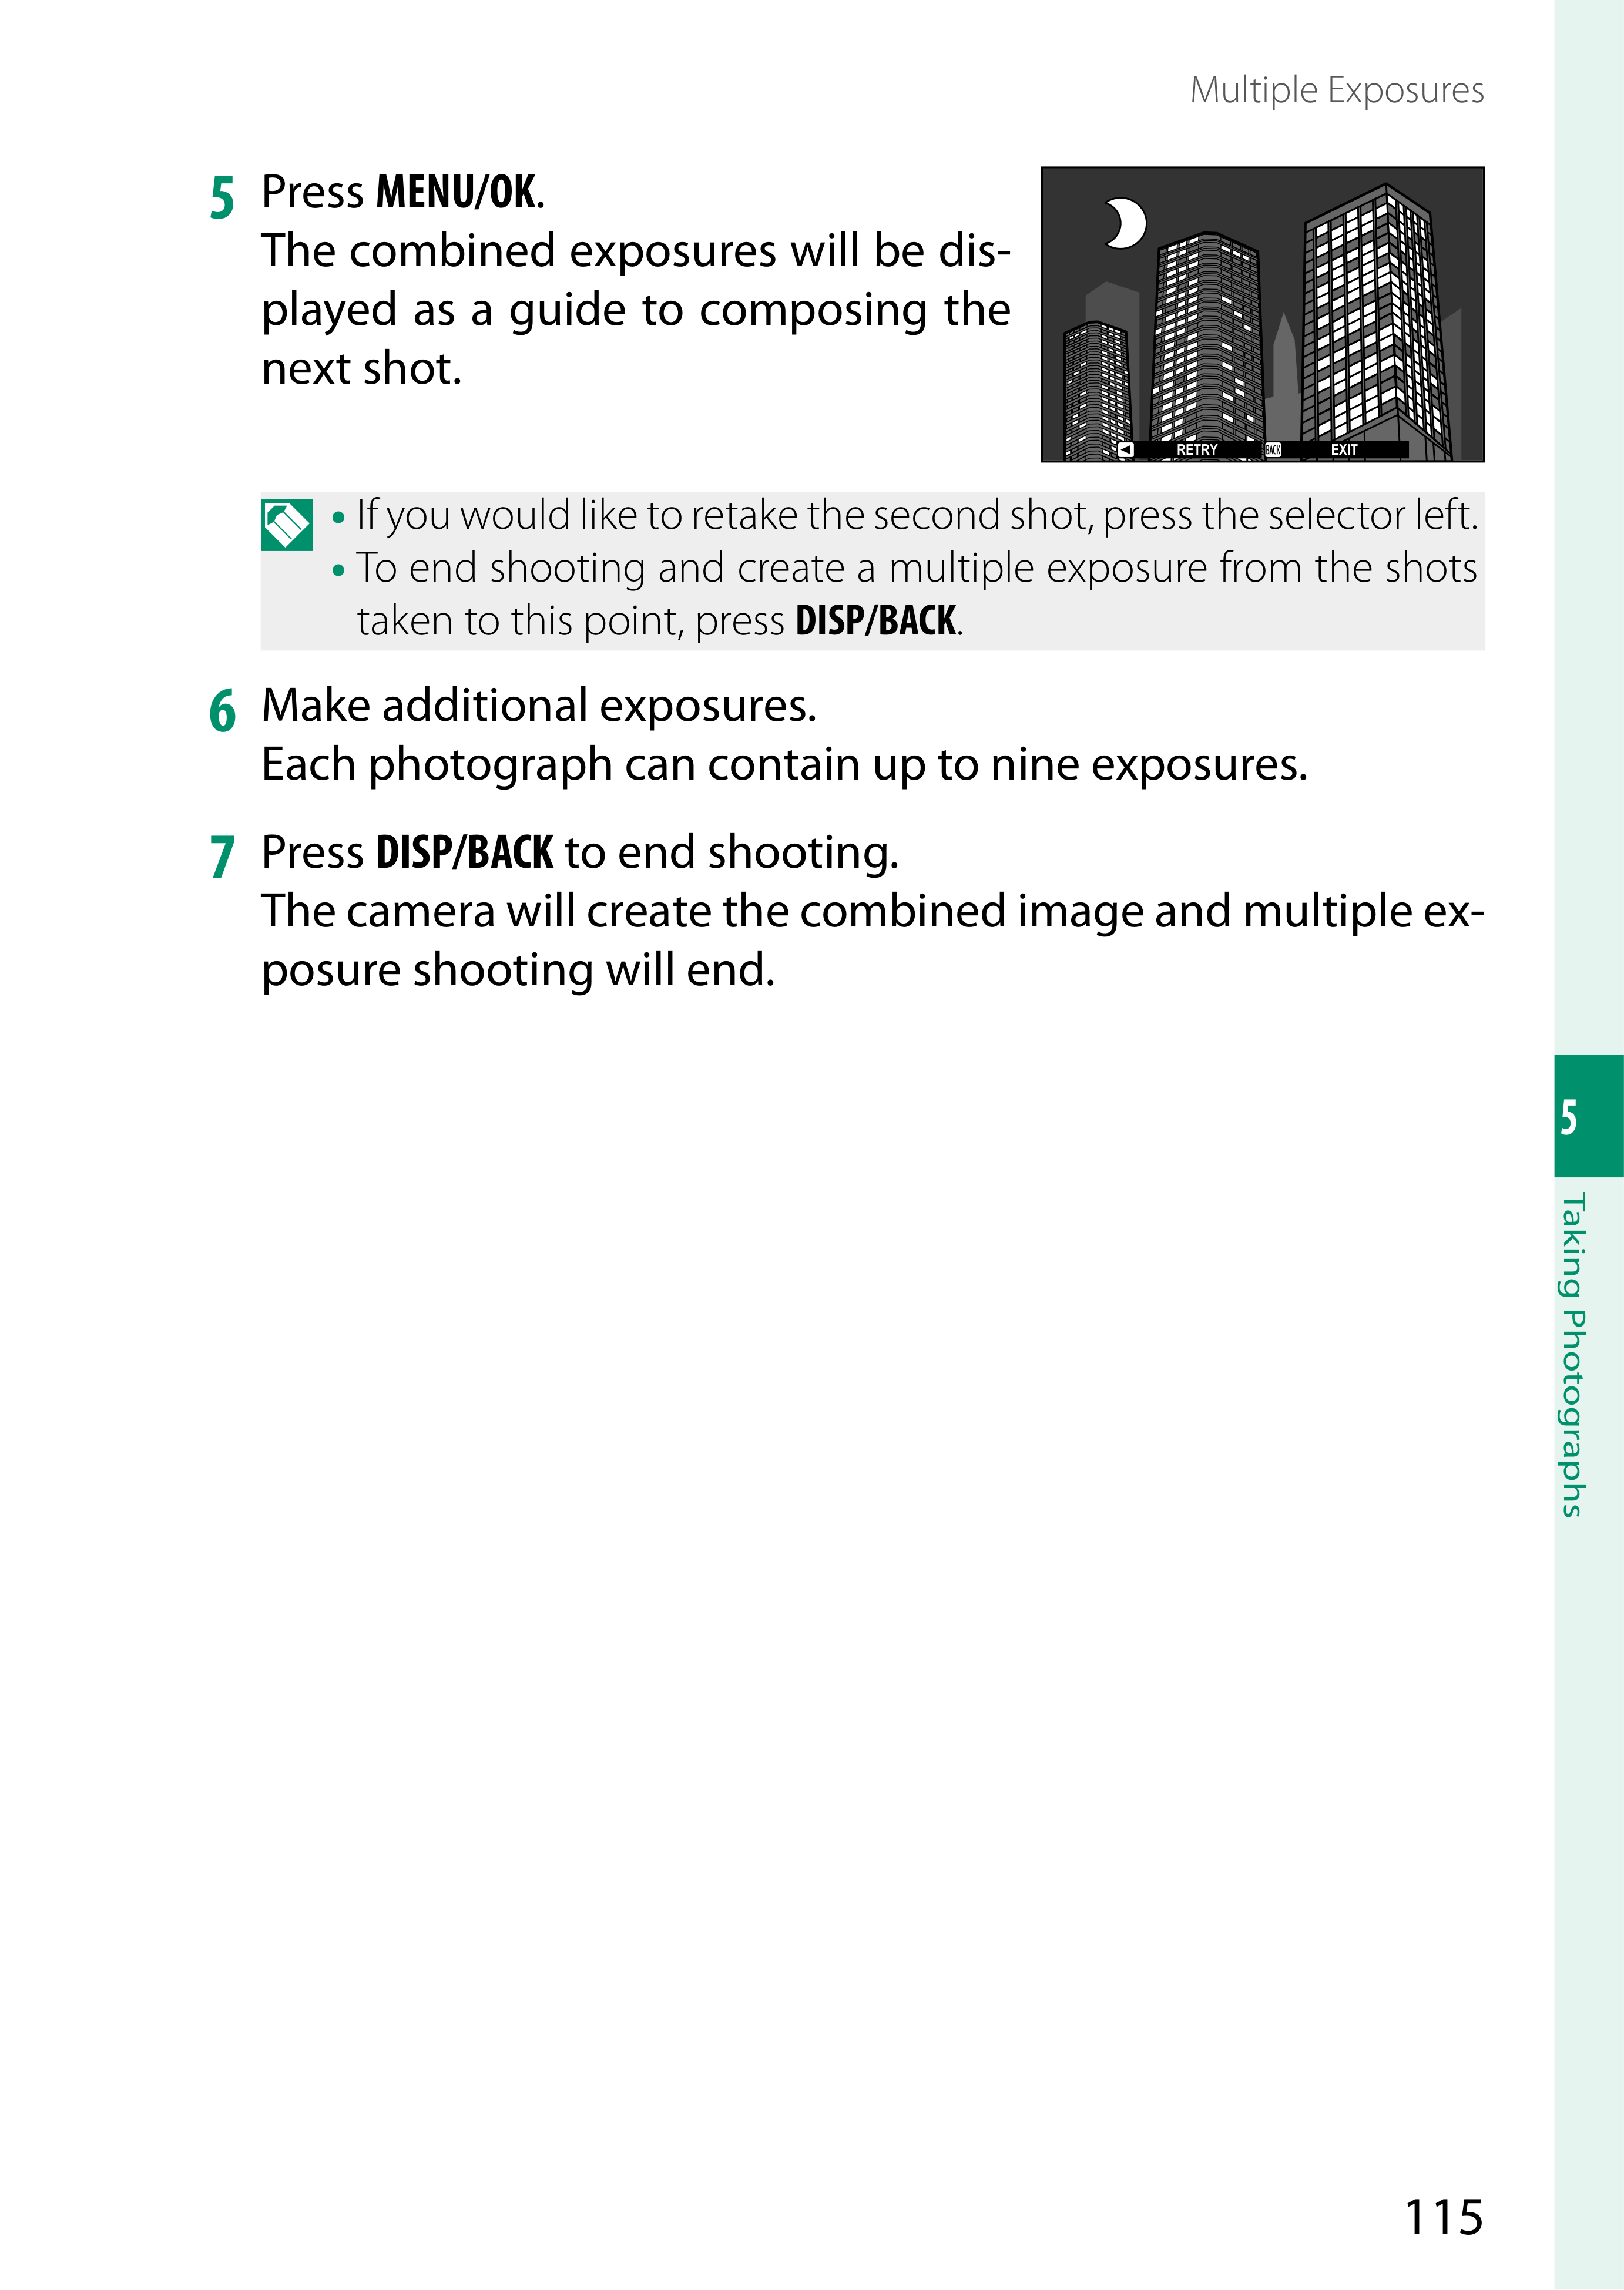 Multiple Exposures
5 Press MENU/OK.
The combined exposures will be dis-
played as a guide to composing the
next shot.
RETRY BACK EXIT
• If you would like to retake the second shot, press the selector left.
• To end shooting and create a multiple exposure from the shots
taken to this point, press DISP/BACK.
6 Make additional exposures.
Each photograph can contain up to nine exposures.
7 Press DISP/BACK to end shooting.
The camera will create the combined image and multiple ex-
posure shooting will end.
5
Taking Photographs
115